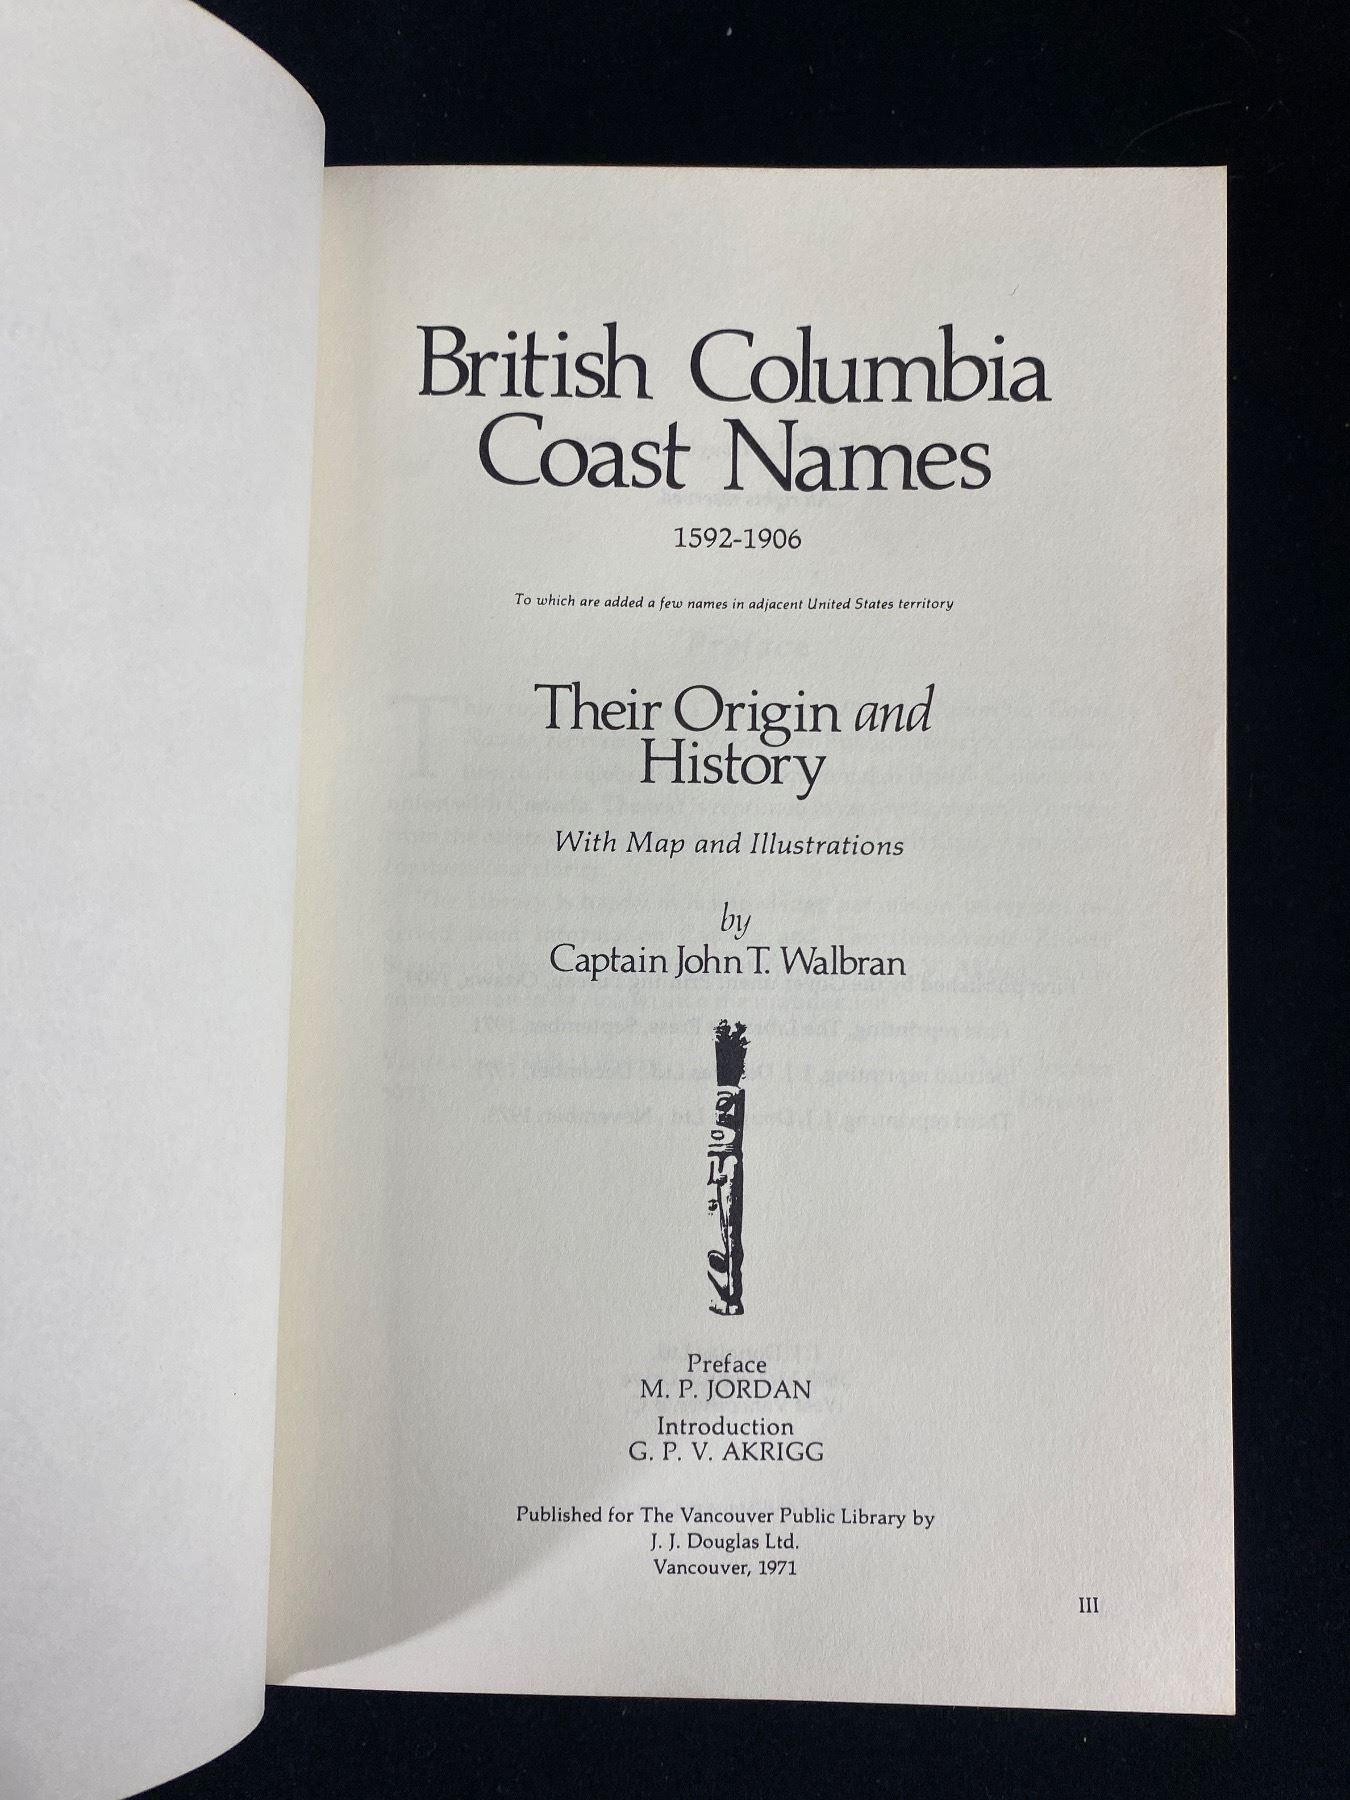 British Columbia
Coast Names
1592-1906
To which are added a few names in adjacent United States territory
Their Origin and
History
With Map and Illustrations
by
Captain John T. Walbran
Preface
M. P. JORDAN
Introduction
G. P. V. AKRIGG
Published for The Vancouver Public Library by
J. J. Douglas Ltd.
Vancouver, 1971
III